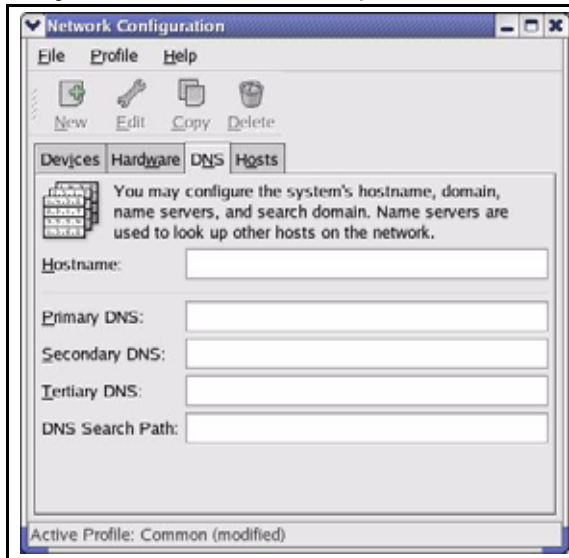 Network Configuration
File Profile Help
New Edit Copy Delete
Devices Hardware DNS Hosts
You may configure the system's hostname, domain,
name servers, and search domain. Name servers are
used to look up other hosts on the network.
Hostname:
Primary DNS:
Secondary DNS:
Tertiary DNS:
DNS Search Path:
Active Profile: Common (modified)